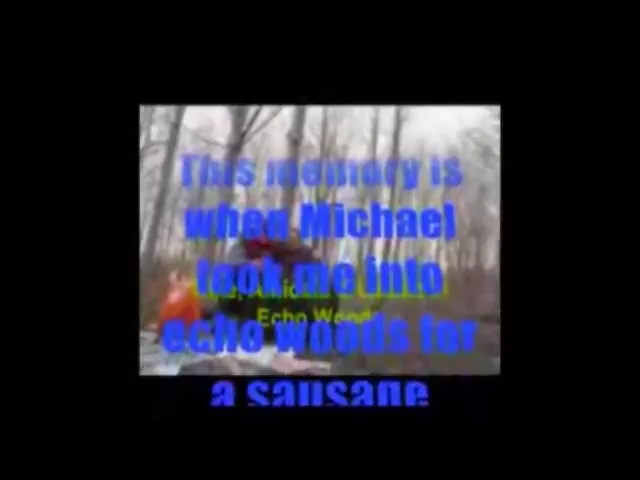 This memory is
when Michael
took me into
Echo Woods
echo woods for
a sausage